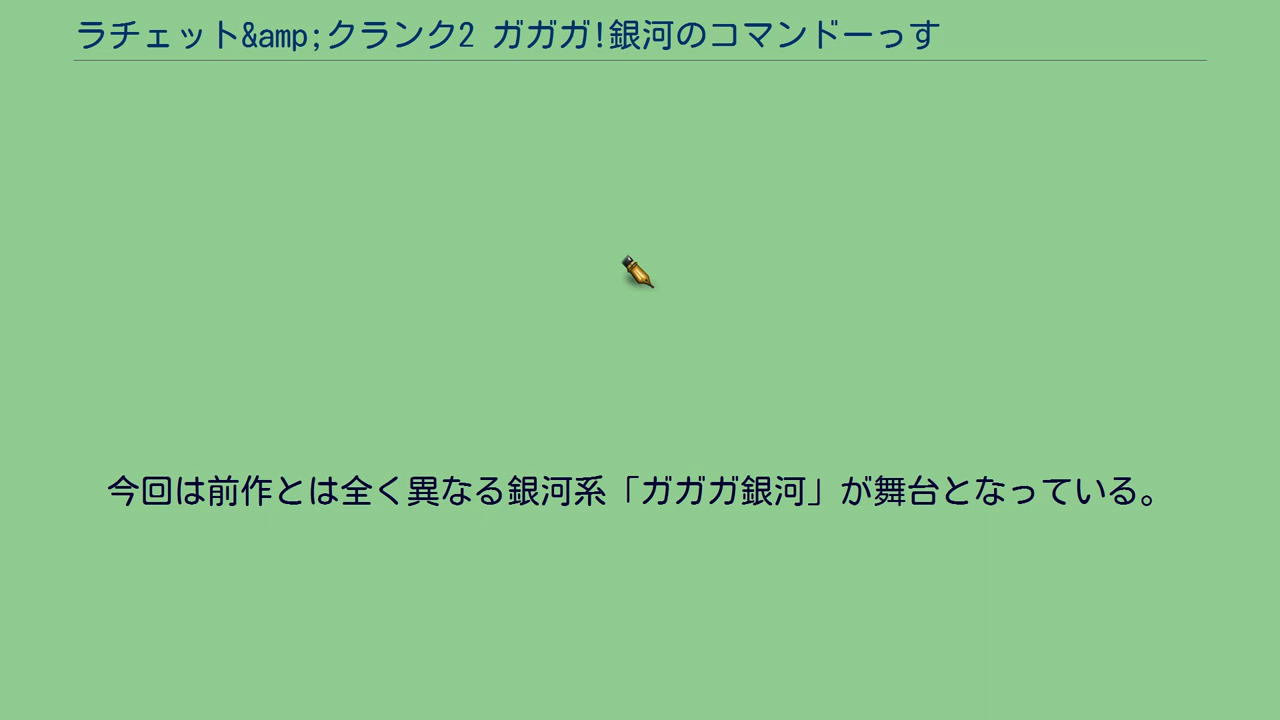 ラチェット&amp;クランク2 ガガガ!銀河のコマンドーっす
今回は前作とは全く異なる銀河系「ガガガ銀河」が舞台となっている。